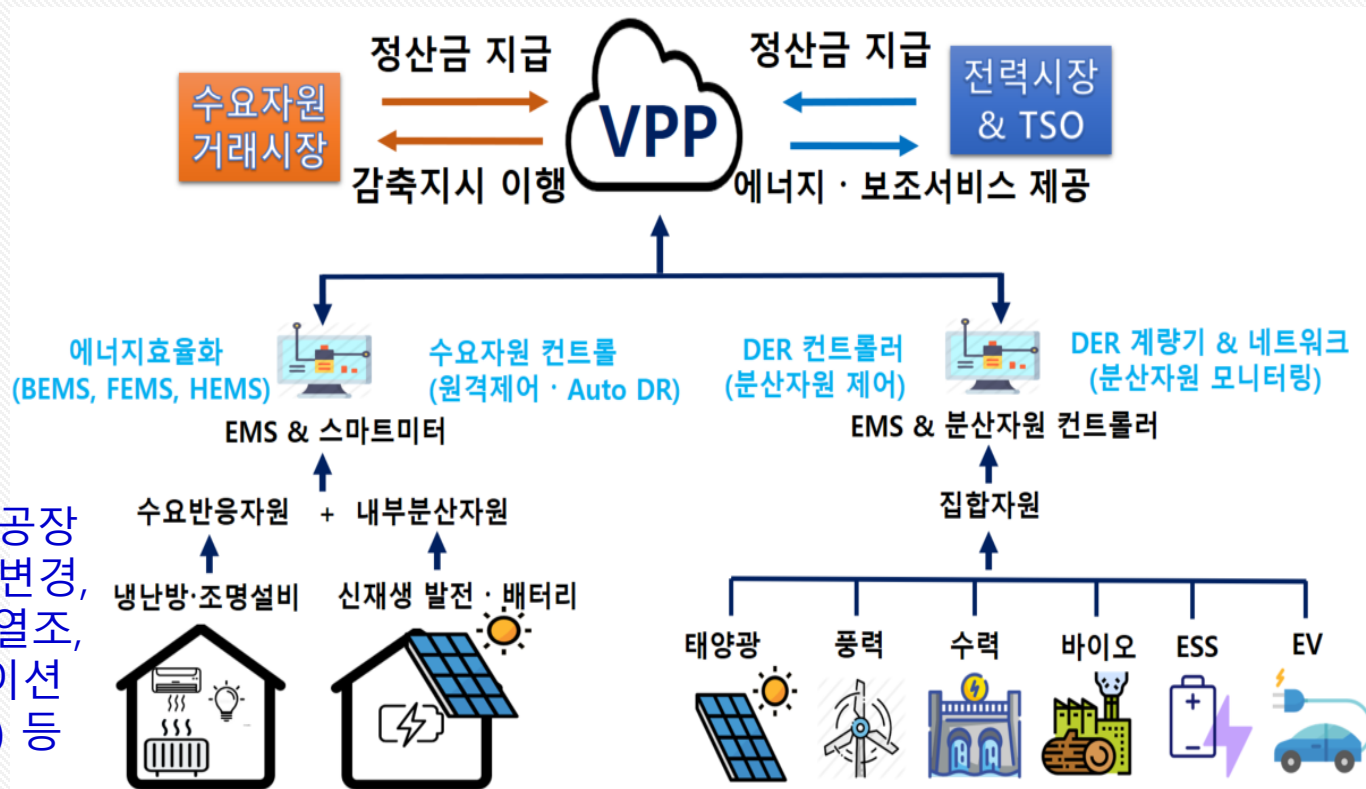 정산금 지급
정산금 지급
수요자원
거래시장
VPP
전력시장
& TSO
감축지시 이행
에너지 · 보조서비스 제공
에너지효율화
(BEMS, FEMS, HEMS)
수요자원 컨트롤
(원격제어 · Auto DR)
DER 컨트롤러
(분산자원 제어)
DER 계량기 & 네트워크
(분산자원 모니터링)
EMS & 스마트미터
EMS & 분산자원 컨트롤러
공장
변경,
열조,
이션
) 등
수요반응자원 + 내부분산자원
집합자원
냉난방·조명설비
신재생 발전 · 배터리
태양광
풍력
수력
바이오
ESS
EV